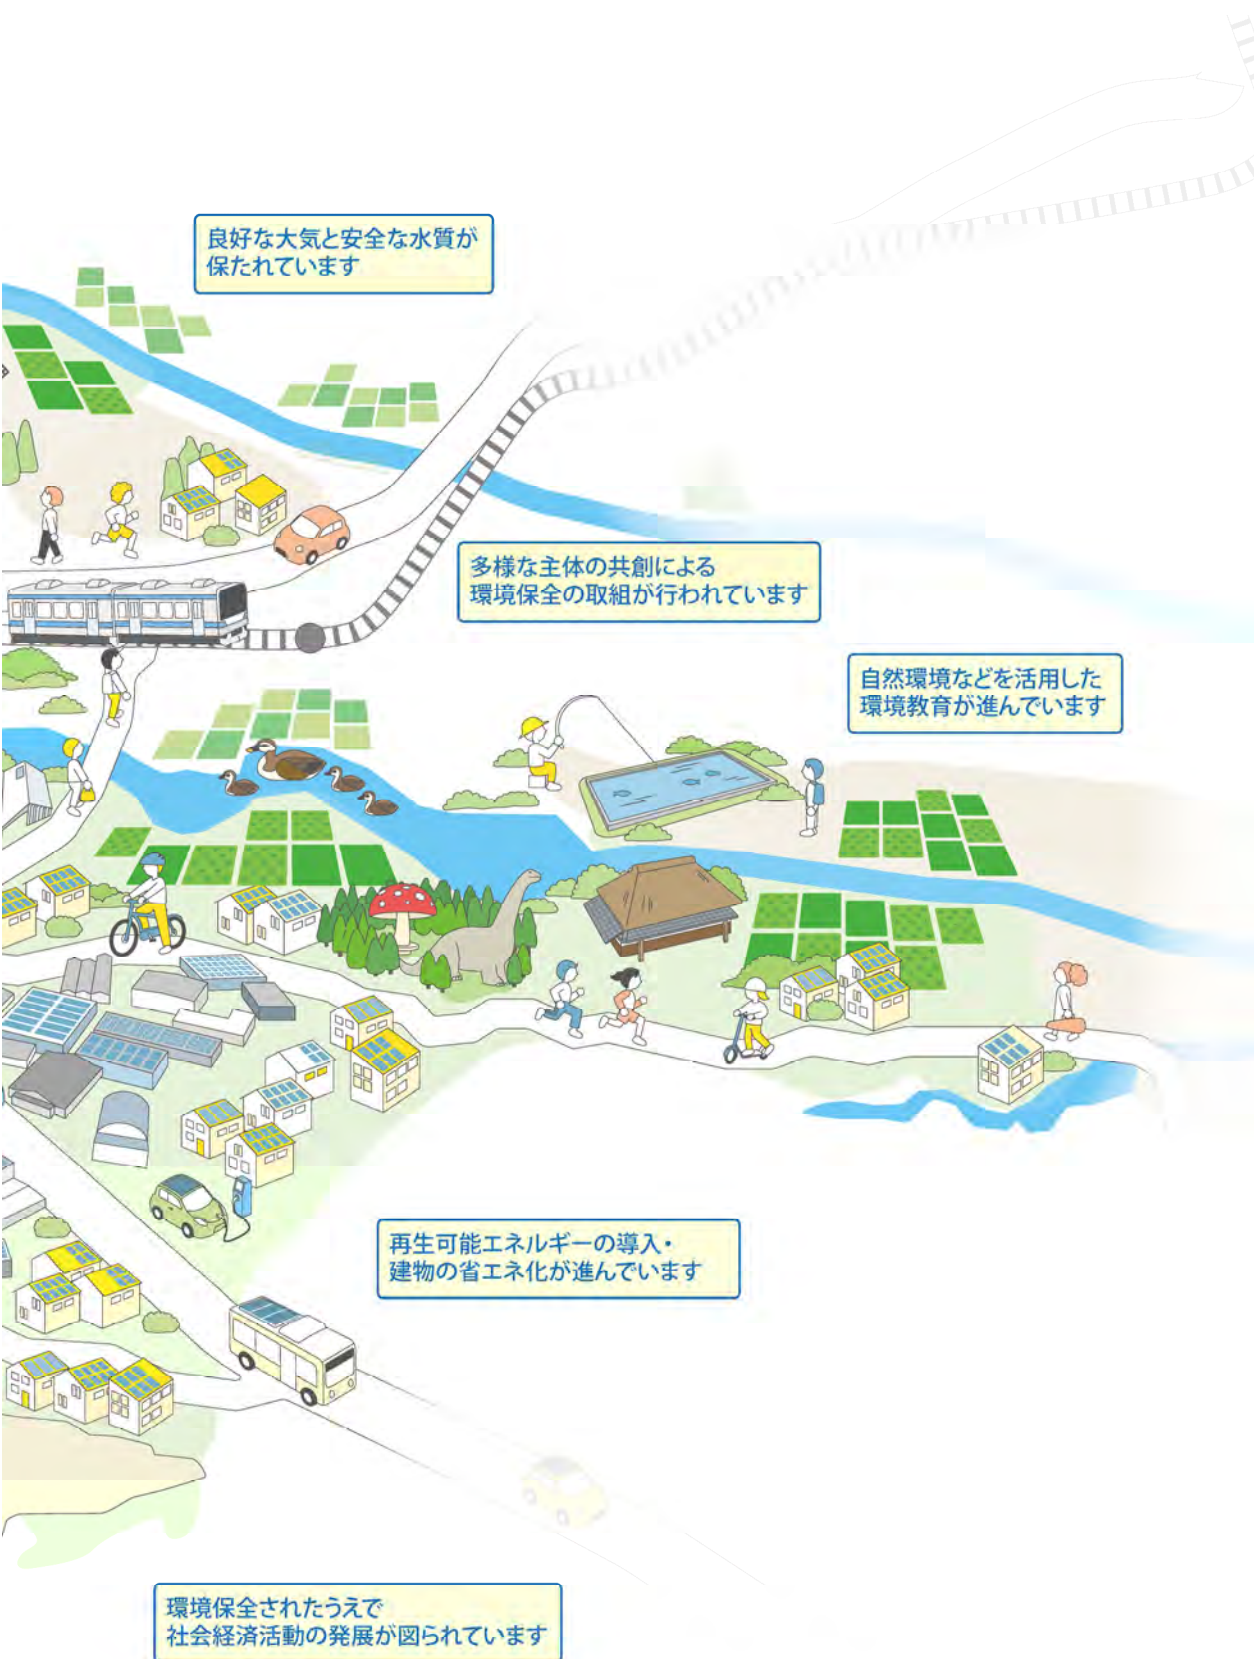 良好な大気と安全な水質が
保たれています
多様な主体の共創による
環境保全の取組が行われています
自然環境などを活用した
環境教育が進んでいます
再生可能エネルギーの導入・
建物の省エネ化が進んでいます
環境保全されたうえで
社会経済活動の発展が図られています